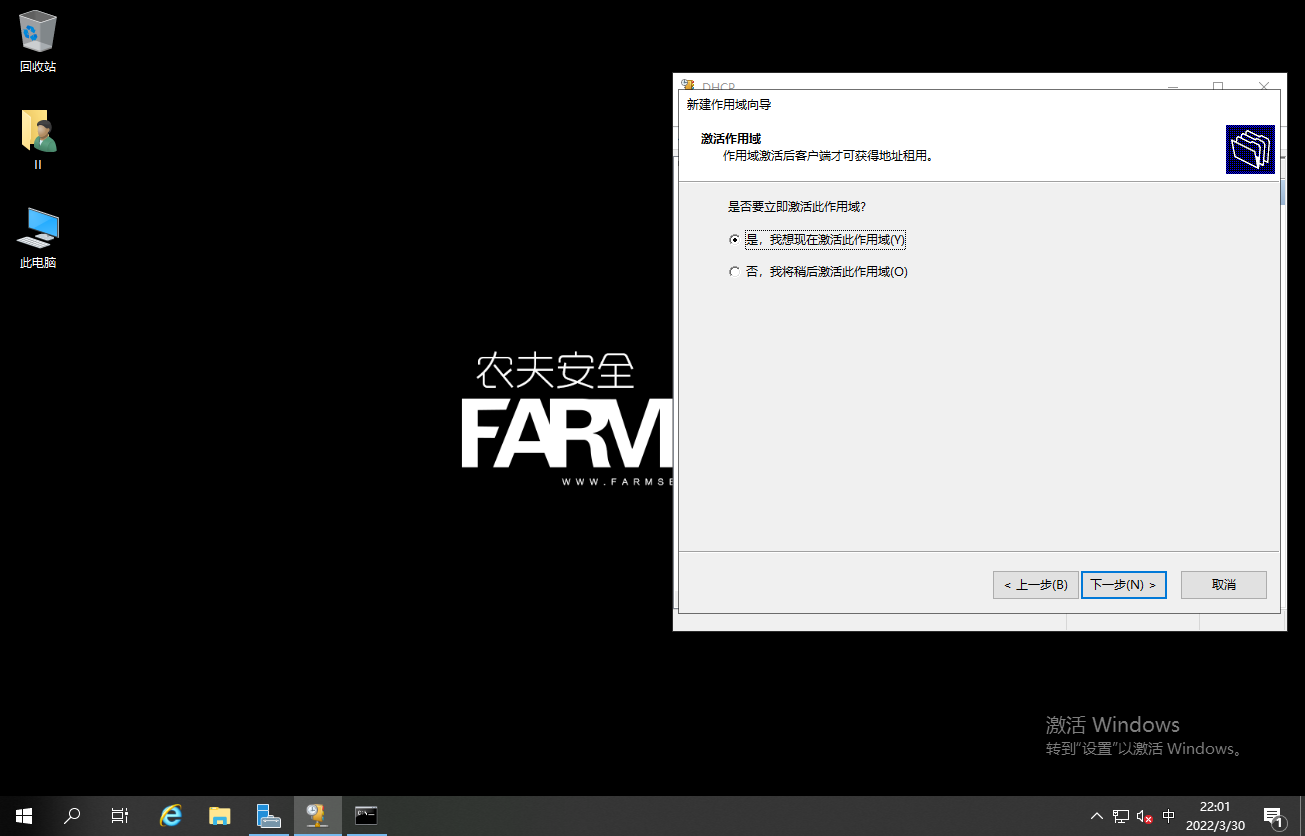 回收站
II
此电脑
农夫安全
FARM
WWW.FARMSE
DHCP
新建作用域向导
激活作用域
作用域激活后客户端才可获得地址租用。
是否要立即激活此作用域?
是，我想现在激活此作用域(Y)
否，我将稍后激活此作用域(O)
< 上一步(B)
下一步(N) >
取消
激活 Windows
转到"设置"以激活 Windows。
中
22:01
2022/3/30
1